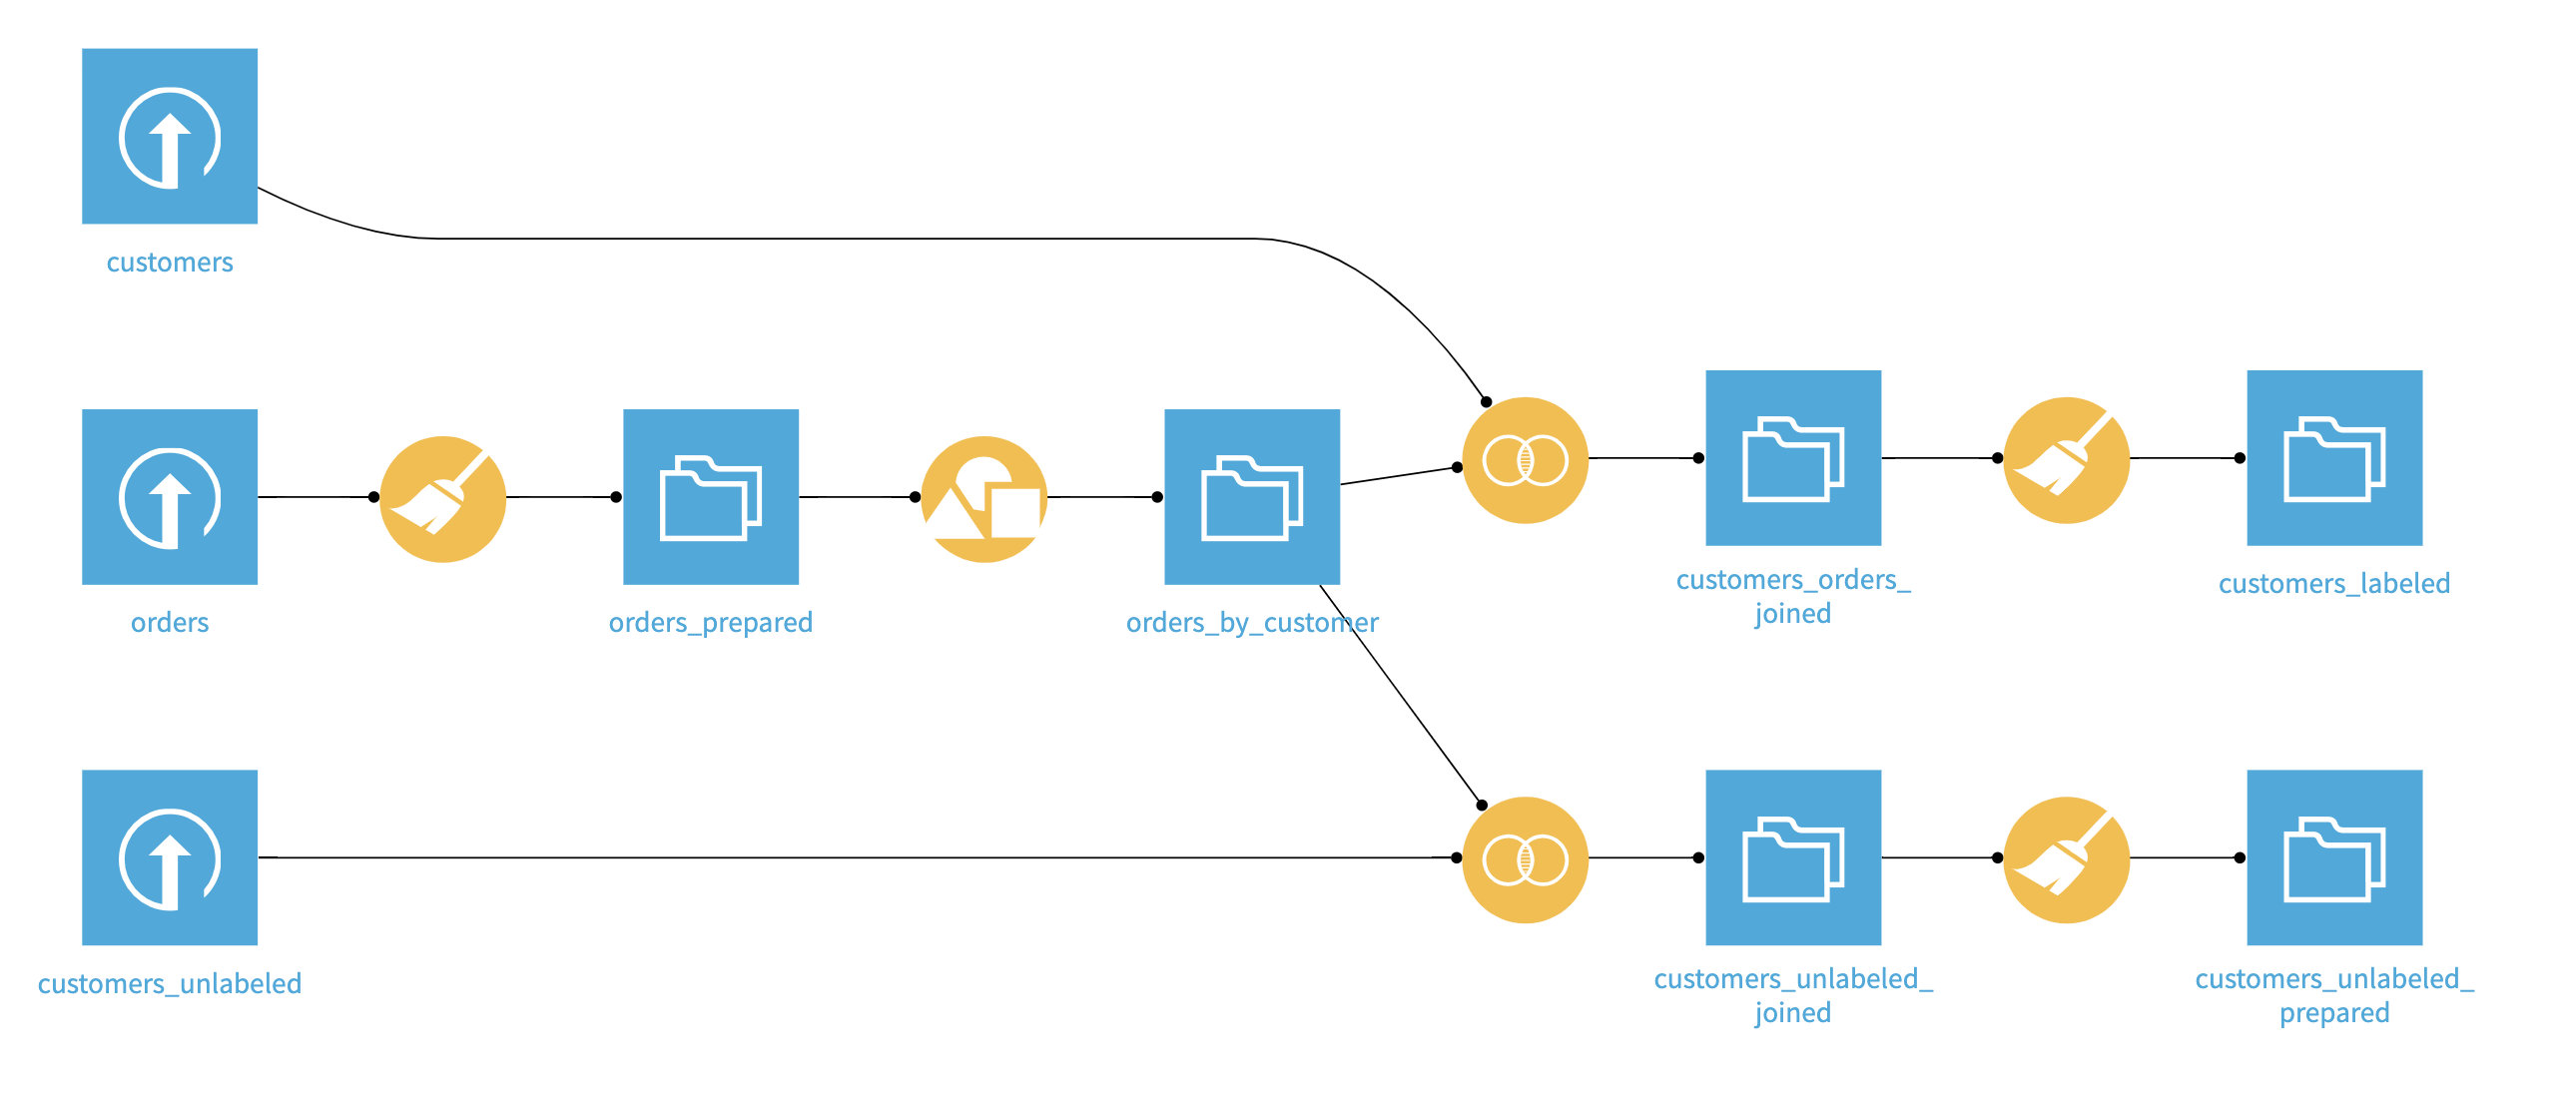 customers
orders
orders_prepared
orders_by_customer
customers_orders_
joined
customers_labeled
customers_unlabeled
customers_unlabeled_
joined
customers_unlabeled_
prepared